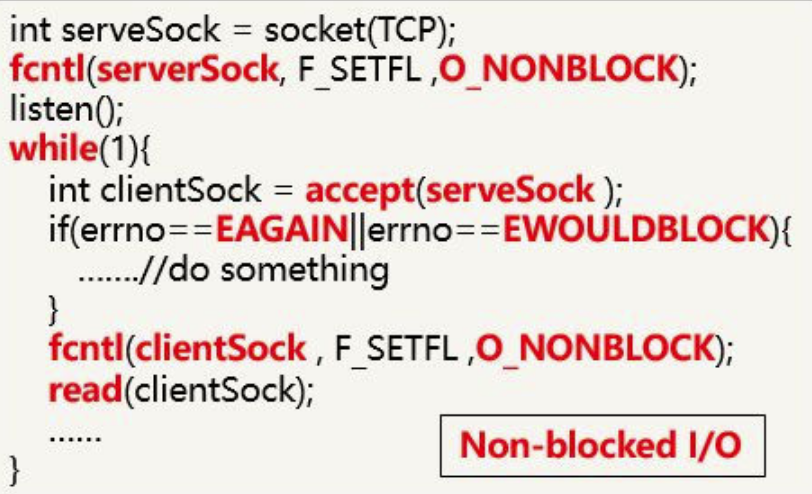 int serveSock = socket(TCP);
fcntl(serverSock, F_SETFL ,O_NONBLOCK);
listen();
while(1){
int clientSock = accept(serveSock );
if(errno==EAGAIN||errno==EWOULDBLOCK){
.......//do something
}
fcntl(clientSock , F_SETFL ,O_NONBLOCK);
read(clientSock);
......
Non-blocked I/O
}